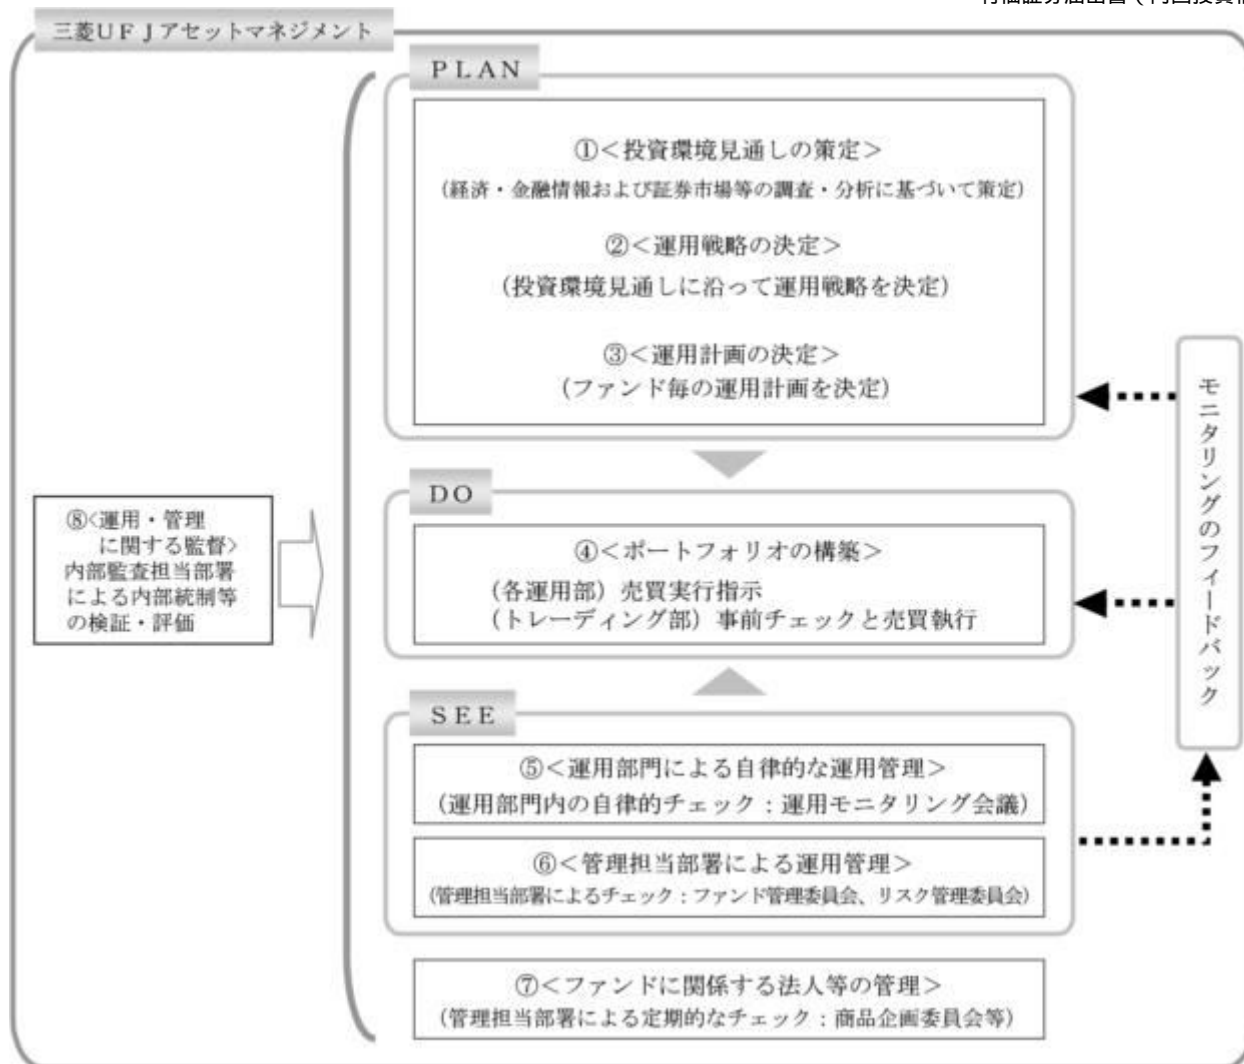 三菱UFJアセットマネジメント
PLAN
①<投資環境見通しの策定>
(経済・金融情報および証券市場等の調査・分析に基づいて策定)
②<運用戦略の決定>
(投資環境見通しに沿って運用戦略を決定)
③<運用計画の決定>
(ファンド毎の運用計画を決定)
DO
④<ポートフォリオの構築>
(各運用部)売買実行指示
(トレーディング部)事前チェックと売買執行
SEE
⑤<運用部門による自律的な運用管理>
(運用部門内の自律的チェック:運用モニタリング会議)
⑥<管理担当部署による運用管理>
(管理担当部署によるチェック:ファンド管理委員会、リスク管理委員会)
⑦<ファンドに関係する法人等の管理>
(管理担当部署による定期的なチェック:商品企画委員会等)
⑧<運用・管理
に関する監督>
内部監査担当部署
による内部統制等
の検証・評価
モニタリングのフィードバック